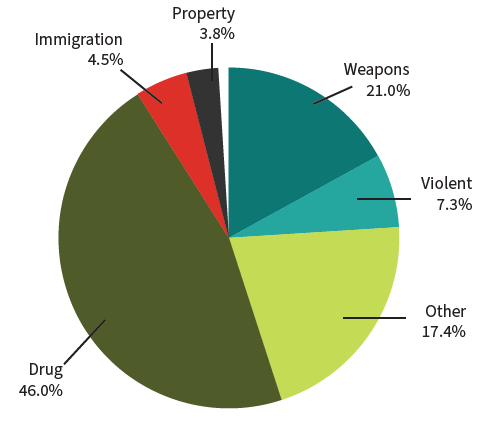 Property
3.8%
Immigration
4.5%
Weapons
21.0%
Violent
7.3%
Other
17.4%
Drug
46.0%